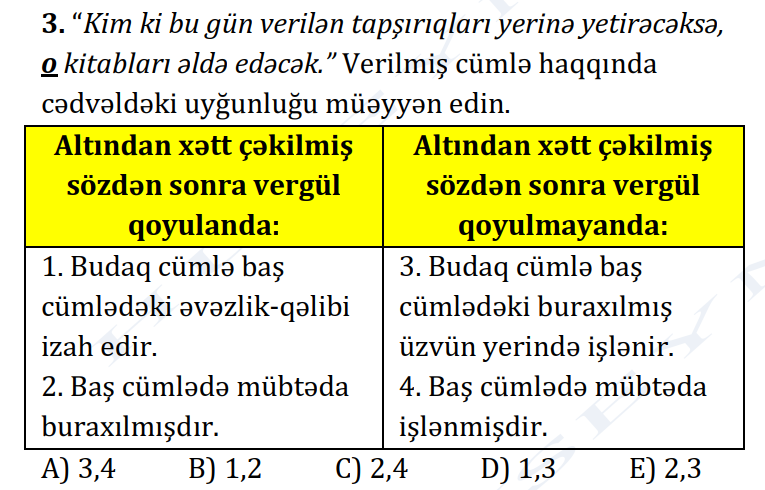 3. “Kim ki bu gün verilən tapşırıqları yerinə yetirəcəksə,
o kitabları əldə edəcək.” Verilmiş cümlə haqqında
cədvəldəki uyğunluğu müəyyən edin.
Altından xətt çəkilmiş
sözdən sonra vergül
qoyulanda:
Altından xətt çəkilmiş
sözdən sonra vergül
qoyulmayanda:
1. Budaq cümlə baş
cümlədəki əvəzlik-qəlibi
izah edir.
2. Baş cümlədə mübtəda
buraxılmışdır.
3. Budaq cümlə baş
cümlədəki buraxılmış
üzvün yerində işlənir.
4. Baş cümlədə mübtəda
işlənmişdir.
A) 3,4 B) 1,2 C) 2,4 D) 1,3 E) 2,3